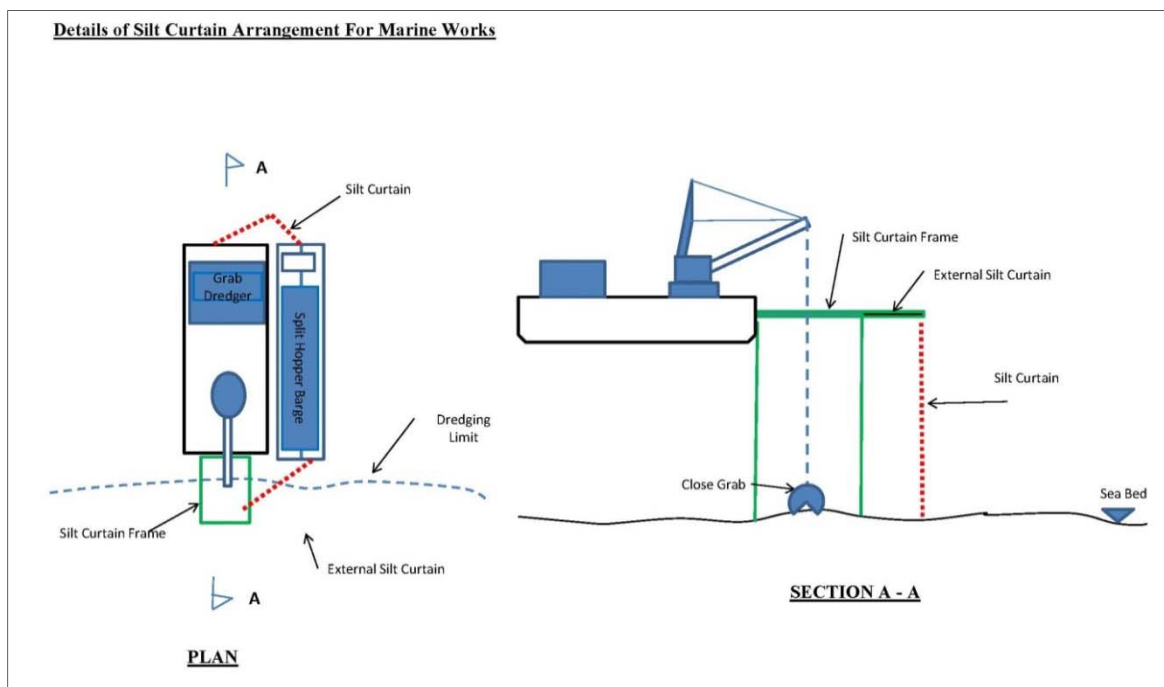 Details of Silt Curtain Arrangement For Marine Works
A
Silt Curtain
Grab
Dredger
Split Hopper Barge
Dredging
Limit
Silt Curtain Frame
External Silt Curtain
A
PLAN
Silt Curtain Frame
External Silt Curtain
Silt Curtain
Close Grab
Sea Bed
SECTION A - A